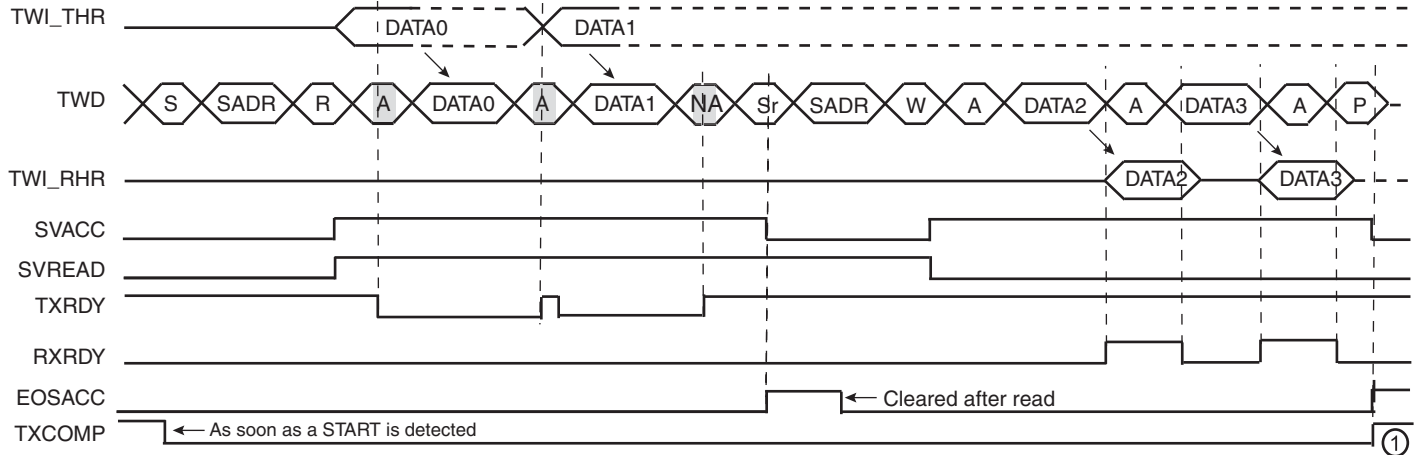 TWI_THR DATA0 DATA1
TWD S SADR R A DATA0 A DATA1 NA Sr SADR W A DATA2 A DATA3 A P
TWI_RHR DATA2 DATA3
SVACC
SVREAD
TXRDY
RXRDY
EOSACC Cleared after read
TXCOMP As soon as a START is detected 1